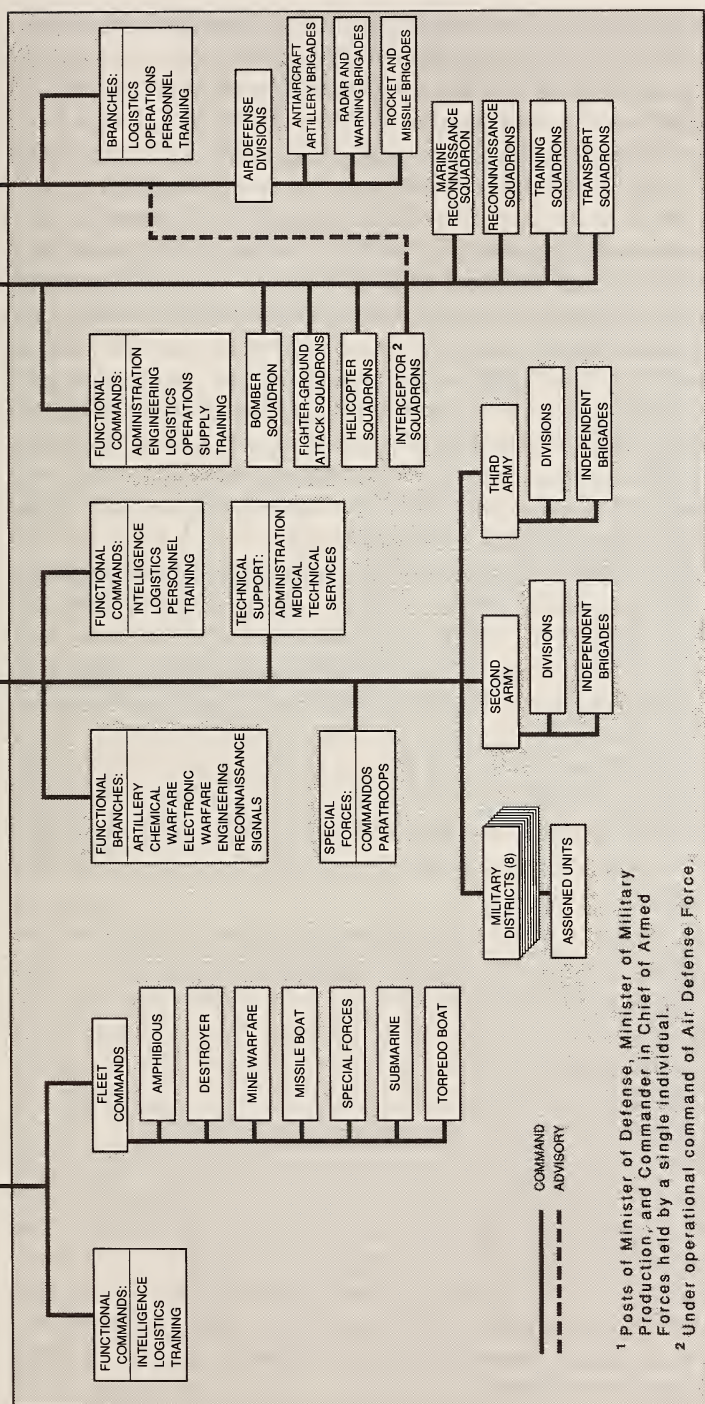 FUNCTIONAL
COMMANDS:
INTELLIGENCE
LOGISTICS
TRAINING
FLEET
COMMANDS
AMPHIBIOUS
DESTROYER
MINE WARFARE
MISSILE BOAT
SPECIAL FORCES
SUBMARINE
TORPEDO BOAT
FUNCTIONAL
BRANCHES:
ARTILLERY
CHEMICAL
WARFARE
ELECTRONIC
WARFARE
ENGINEERING
RECONNAISSANCE
SIGNALS
FUNCTIONAL
COMMANDS:
INTELLIGENCE
LOGISTICS
PERSONNEL
TRAINING
TECHNICAL
SUPPORT:
ADMINISTRATION
MEDICAL
TECHNICAL
SERVICES
SPECIAL
FORCES:
COMMANDOS
PARATROOPS
MILITARY
DISTRICTS (8)
ASSIGNED UNITS
SECOND
ARMY
DIVISIONS
INDEPENDENT
BRIGADES
THIRD
ARMY
DIVISIONS
INDEPENDENT
BRIGADES
FUNCTIONAL
COMMANDS:
ADMINISTRATION
ENGINEERING
LOGISTICS
OPERATIONS
SUPPLY
TRAINING
BOMBER
SQUADRON
FIGHTER-GROUND
ATTACK SQUADRONS
HELICOPTER
SQUADRONS
INTERCEPTOR 2
SQUADRONS
MARINE
RECONNAISSANCE
SQUADRON
RECONNNAISSANCE
SQUADRONS
TRAINING
SQUADRONS
TRANSPORT
SQUADRONS
BRANCHES:
LOGISTICS
OPERATIONS
PERSONNEL
TRAINING
AIR DEFENSE
DIVISIONS
ANTIAIRCRAFT
ARTILLERY BRIGADES
RADAR AND
WARNING BRIGADES
ROCKET AND
MISSILE BRIGADES
COMMAND
ADVISORY
1 Posts of Minister of Defense, Minister of Military
Production, and Commander in Chief of Armed
Forces held by a single individual.
2 Under operational command of Air Defense Force.